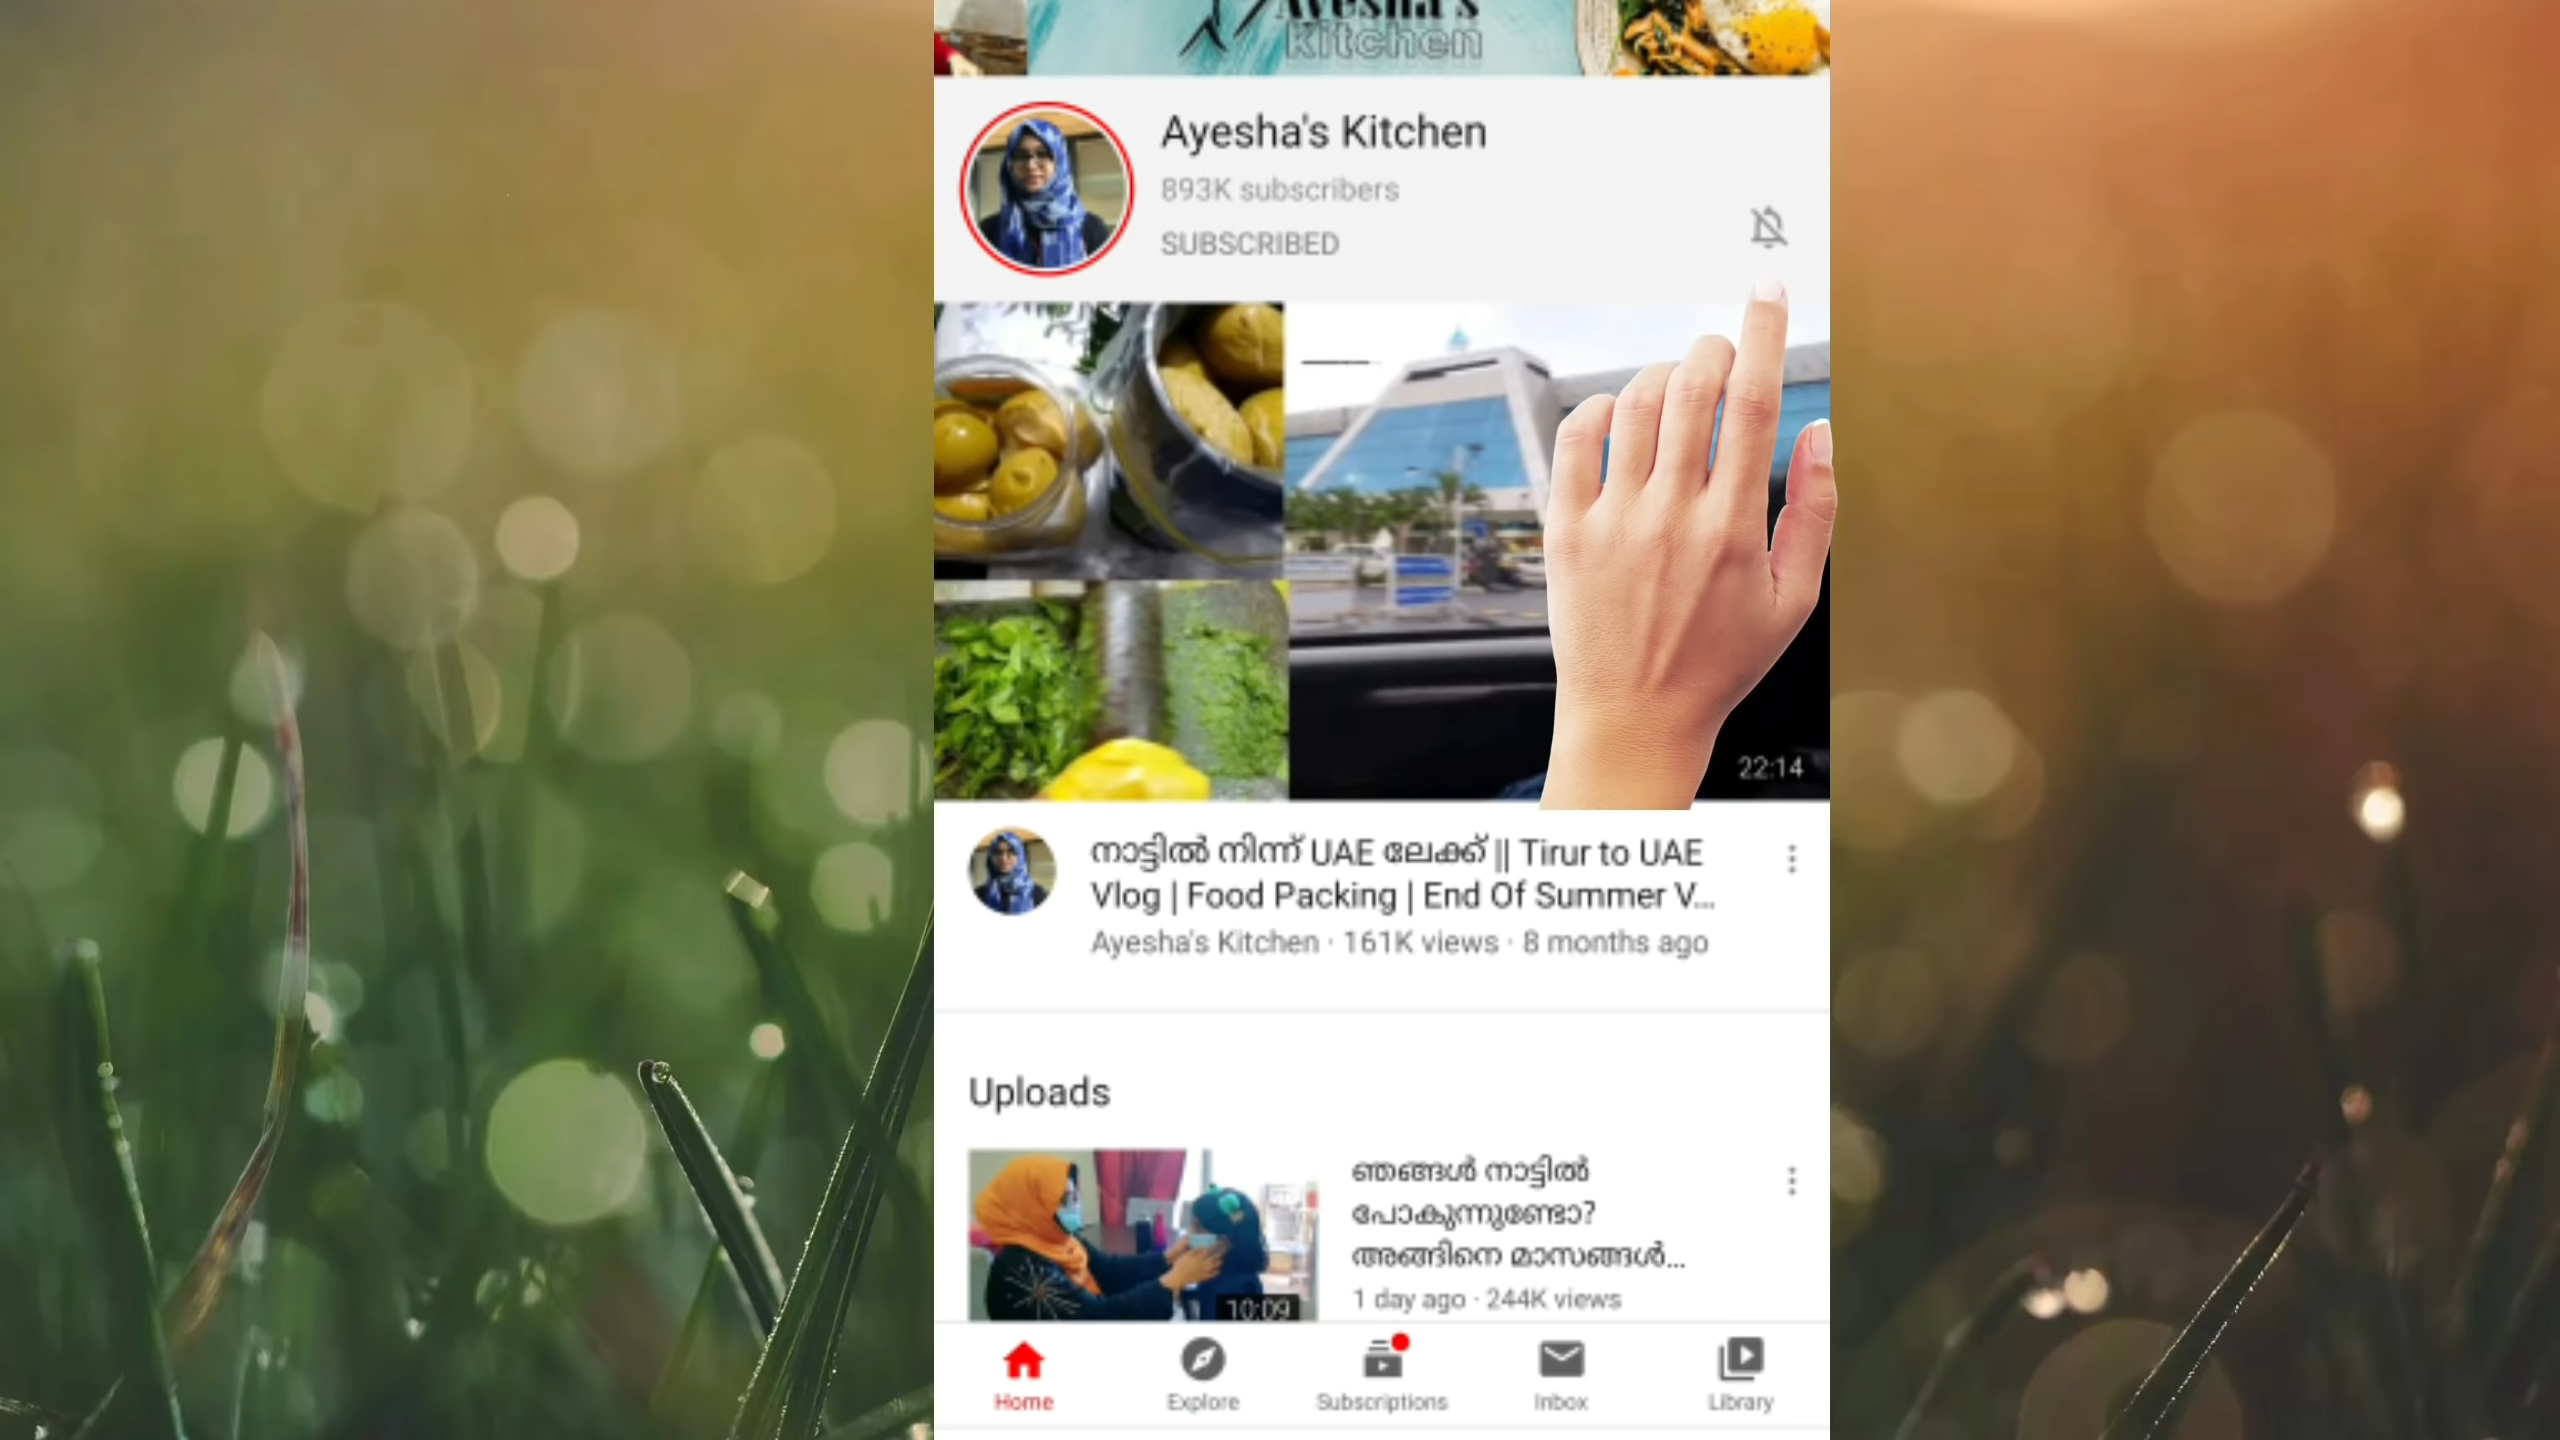 Ayesha's
kitchen
Ayesha's Kitchen
893K subscribers
SUBSCRIBED
22:14
നാട്ടിൽ നിന്ന് UAE ലേക്ക് || Tirur to UAE
Vlog | Food Packing | End Of Summer V...
Ayesha's Kitchen · 161K views · 8 months ago
Uploads
ഞങ്ങൾ നാട്ടിൽ
പോകുന്നുണ്ടോ?
അങ്ങിനെ മാസങ്ങൾ...
1 day ago · 244K views
10:09
Home
Explore
Subscriptions
Inbox
Library